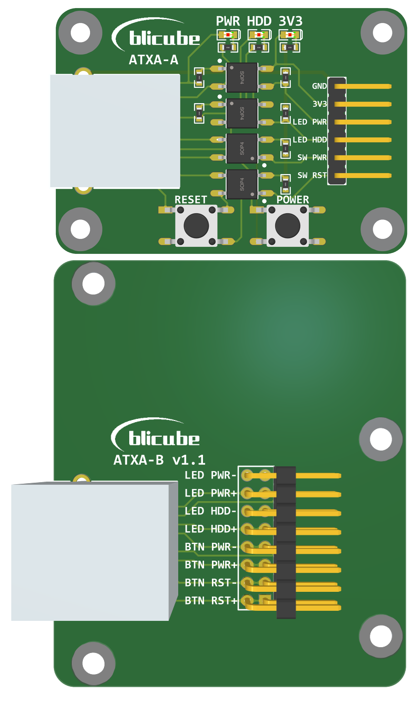 PWR HDD 3V3
blicube
ATXA-A
GND
3V3
LED PWR
LED HDD
SW PWR
SW RST
RESET
POWER
blicube
ATXA-B v1.1
LED PWR-
LED PWR+
LED HDD-
LED HDD+
BTN PWR-
BTN PWR+
BTN RST-
BTN RST+